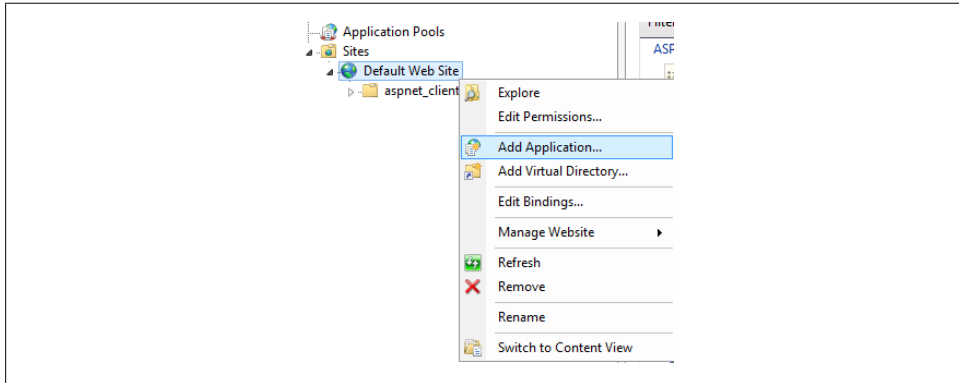 Application Pools
Sites
Default Web Site
aspnet_client
ASP
Explore
Edit Permissions...
Add Application...
Add Virtual Directory...
Edit Bindings...
Manage Website
Refresh
Remove
Rename
Switch to Content View